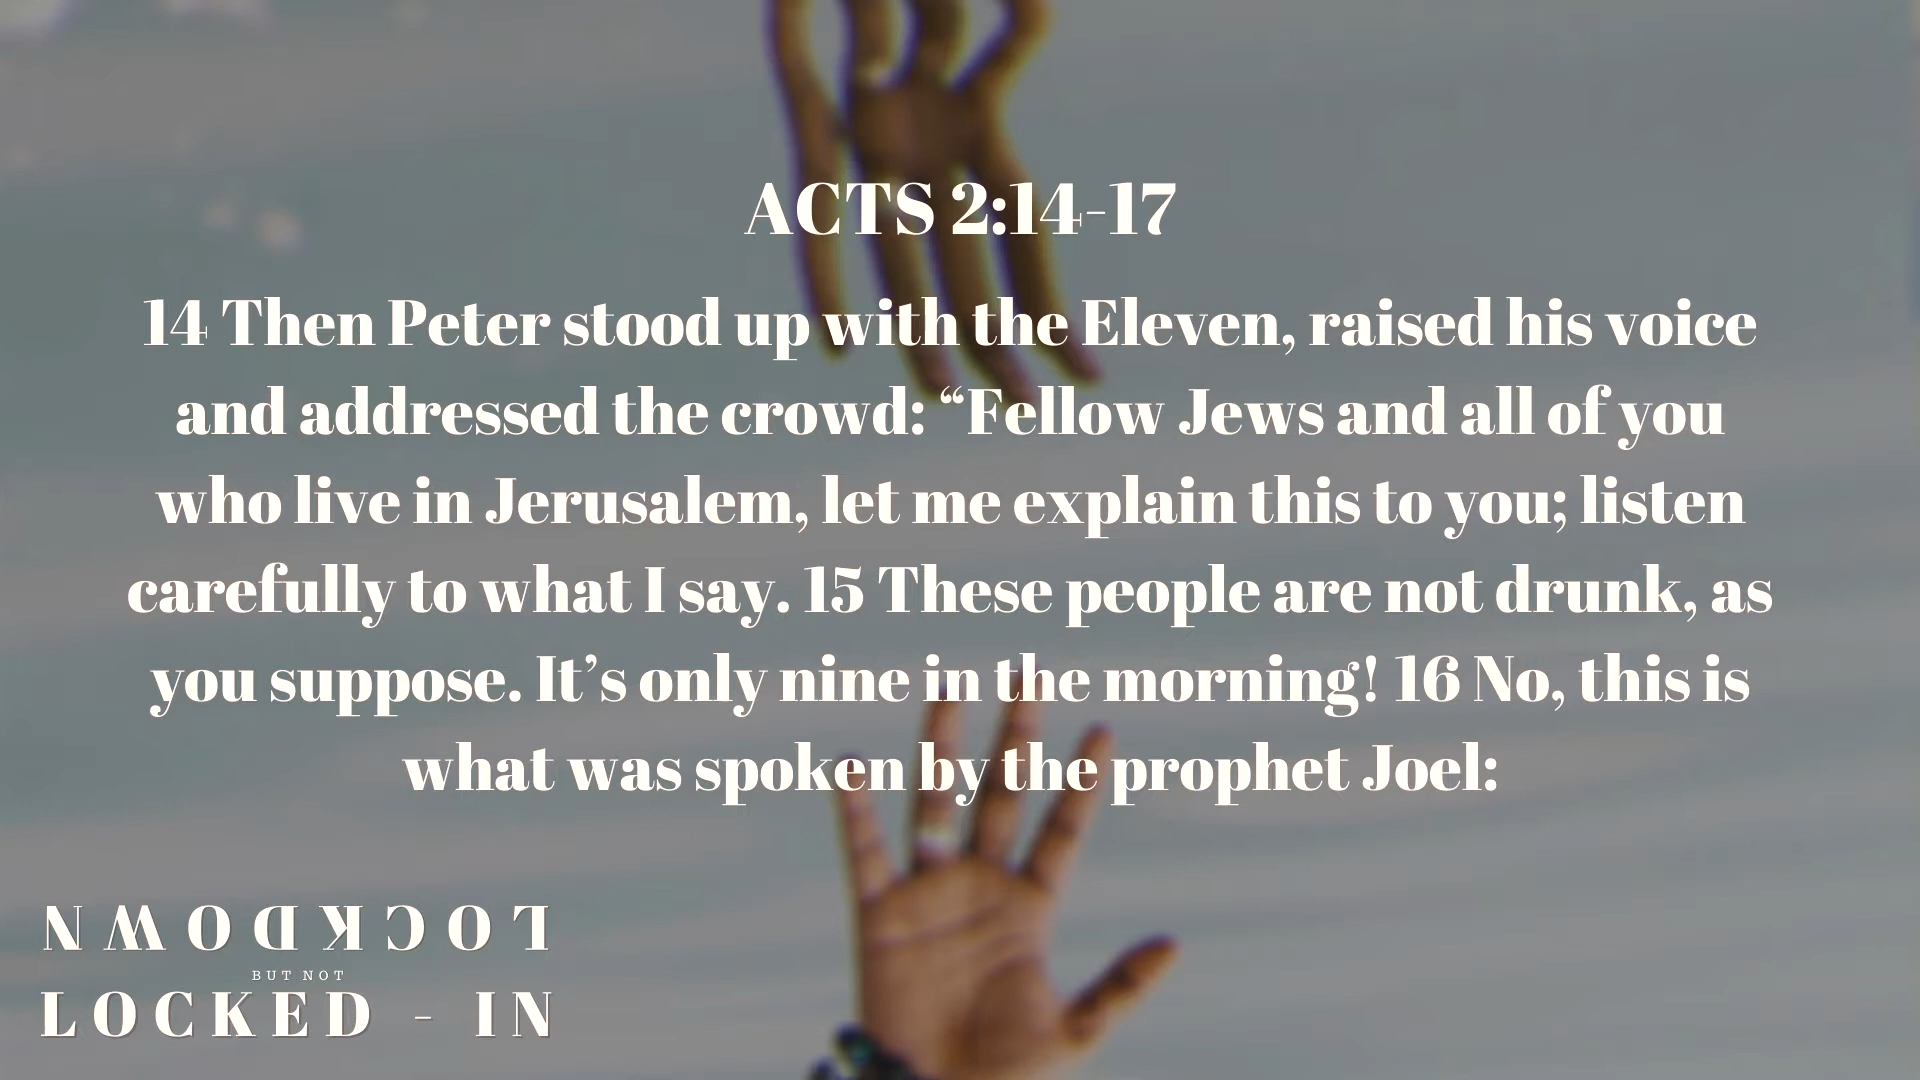 ACTS 2:14-17
14 Then Peter stood up with the Eleven, raised his voice
and addressed the crowd: “Fellow Jews and all of you
who live in Jerusalem, let me explain this to you; listen
carefully to what I say. 15 These people are not drunk, as
you suppose. It’s only nine in the morning! 16 No, this is
what was spoken by the prophet Joel:
LOCKDOWN
BUT NOT
LOCKED - IN